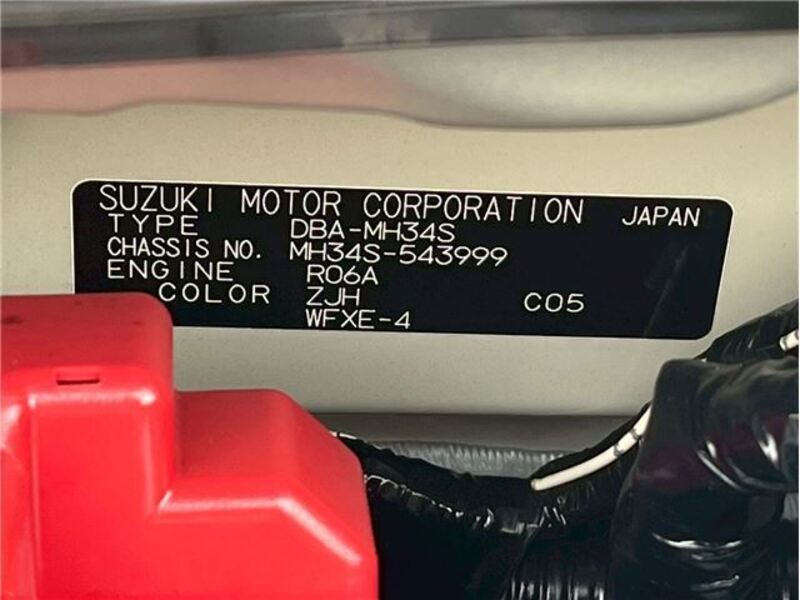 SUZUKI MOTOR CORPORATION JAPAN
TYPE DBA-MH34S
CHASSIS NO. MH34S-543999
ENGINE R06A
COLOR ZJH C05
WFXE-4